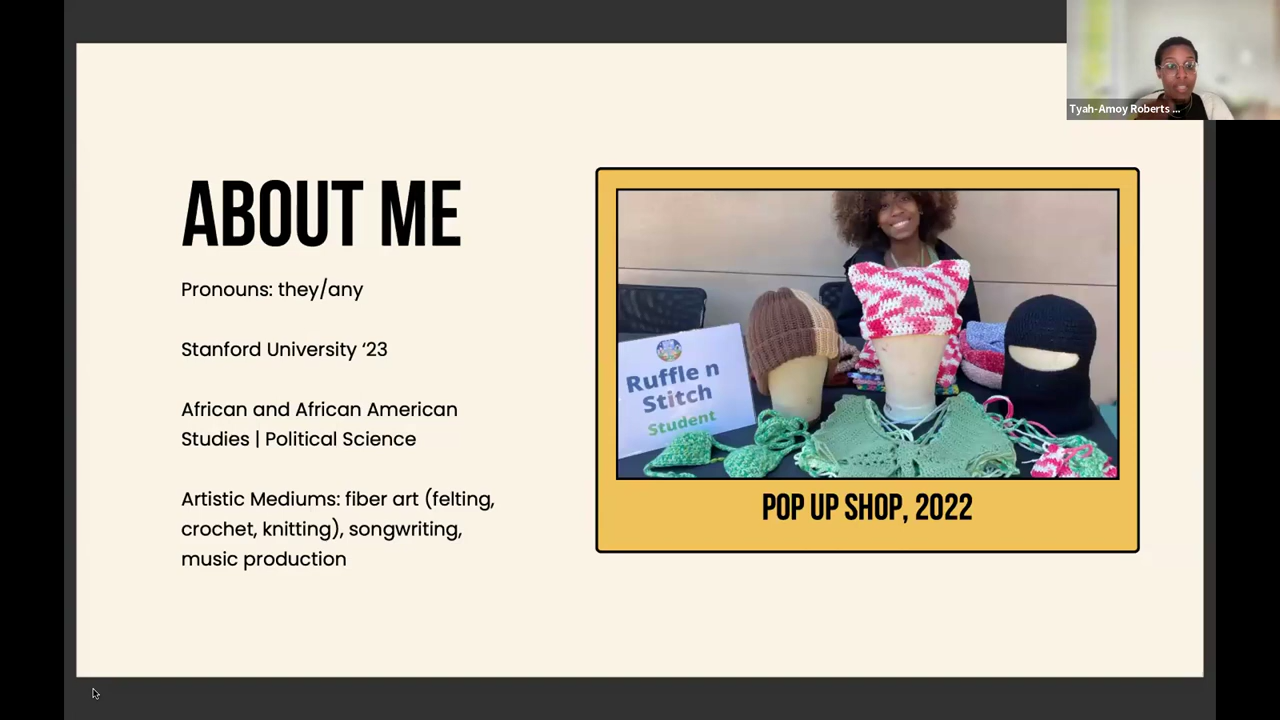 Tyah-Amoy Roberts ...
ABOUT ME
Pronouns: they/any
Stanford University ‘23
African and African American
Studies | Political Science
Artistic Mediums: fiber art (felting,
crochet, knitting), songwriting,
music production
Ruffle n
Stitch
Student
POP UP SHOP, 2022